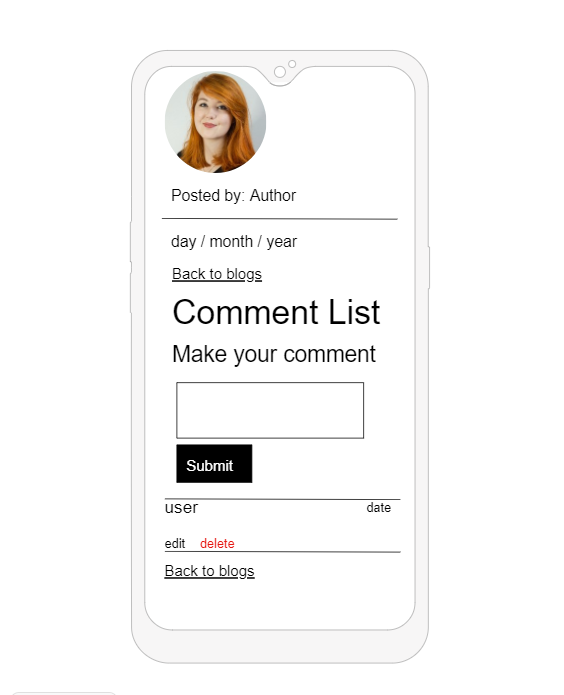 Posted by: Author
day / month / year
Back to blogs
Comment List
Make your comment
Submit
user date
edit delete
Back to blogs